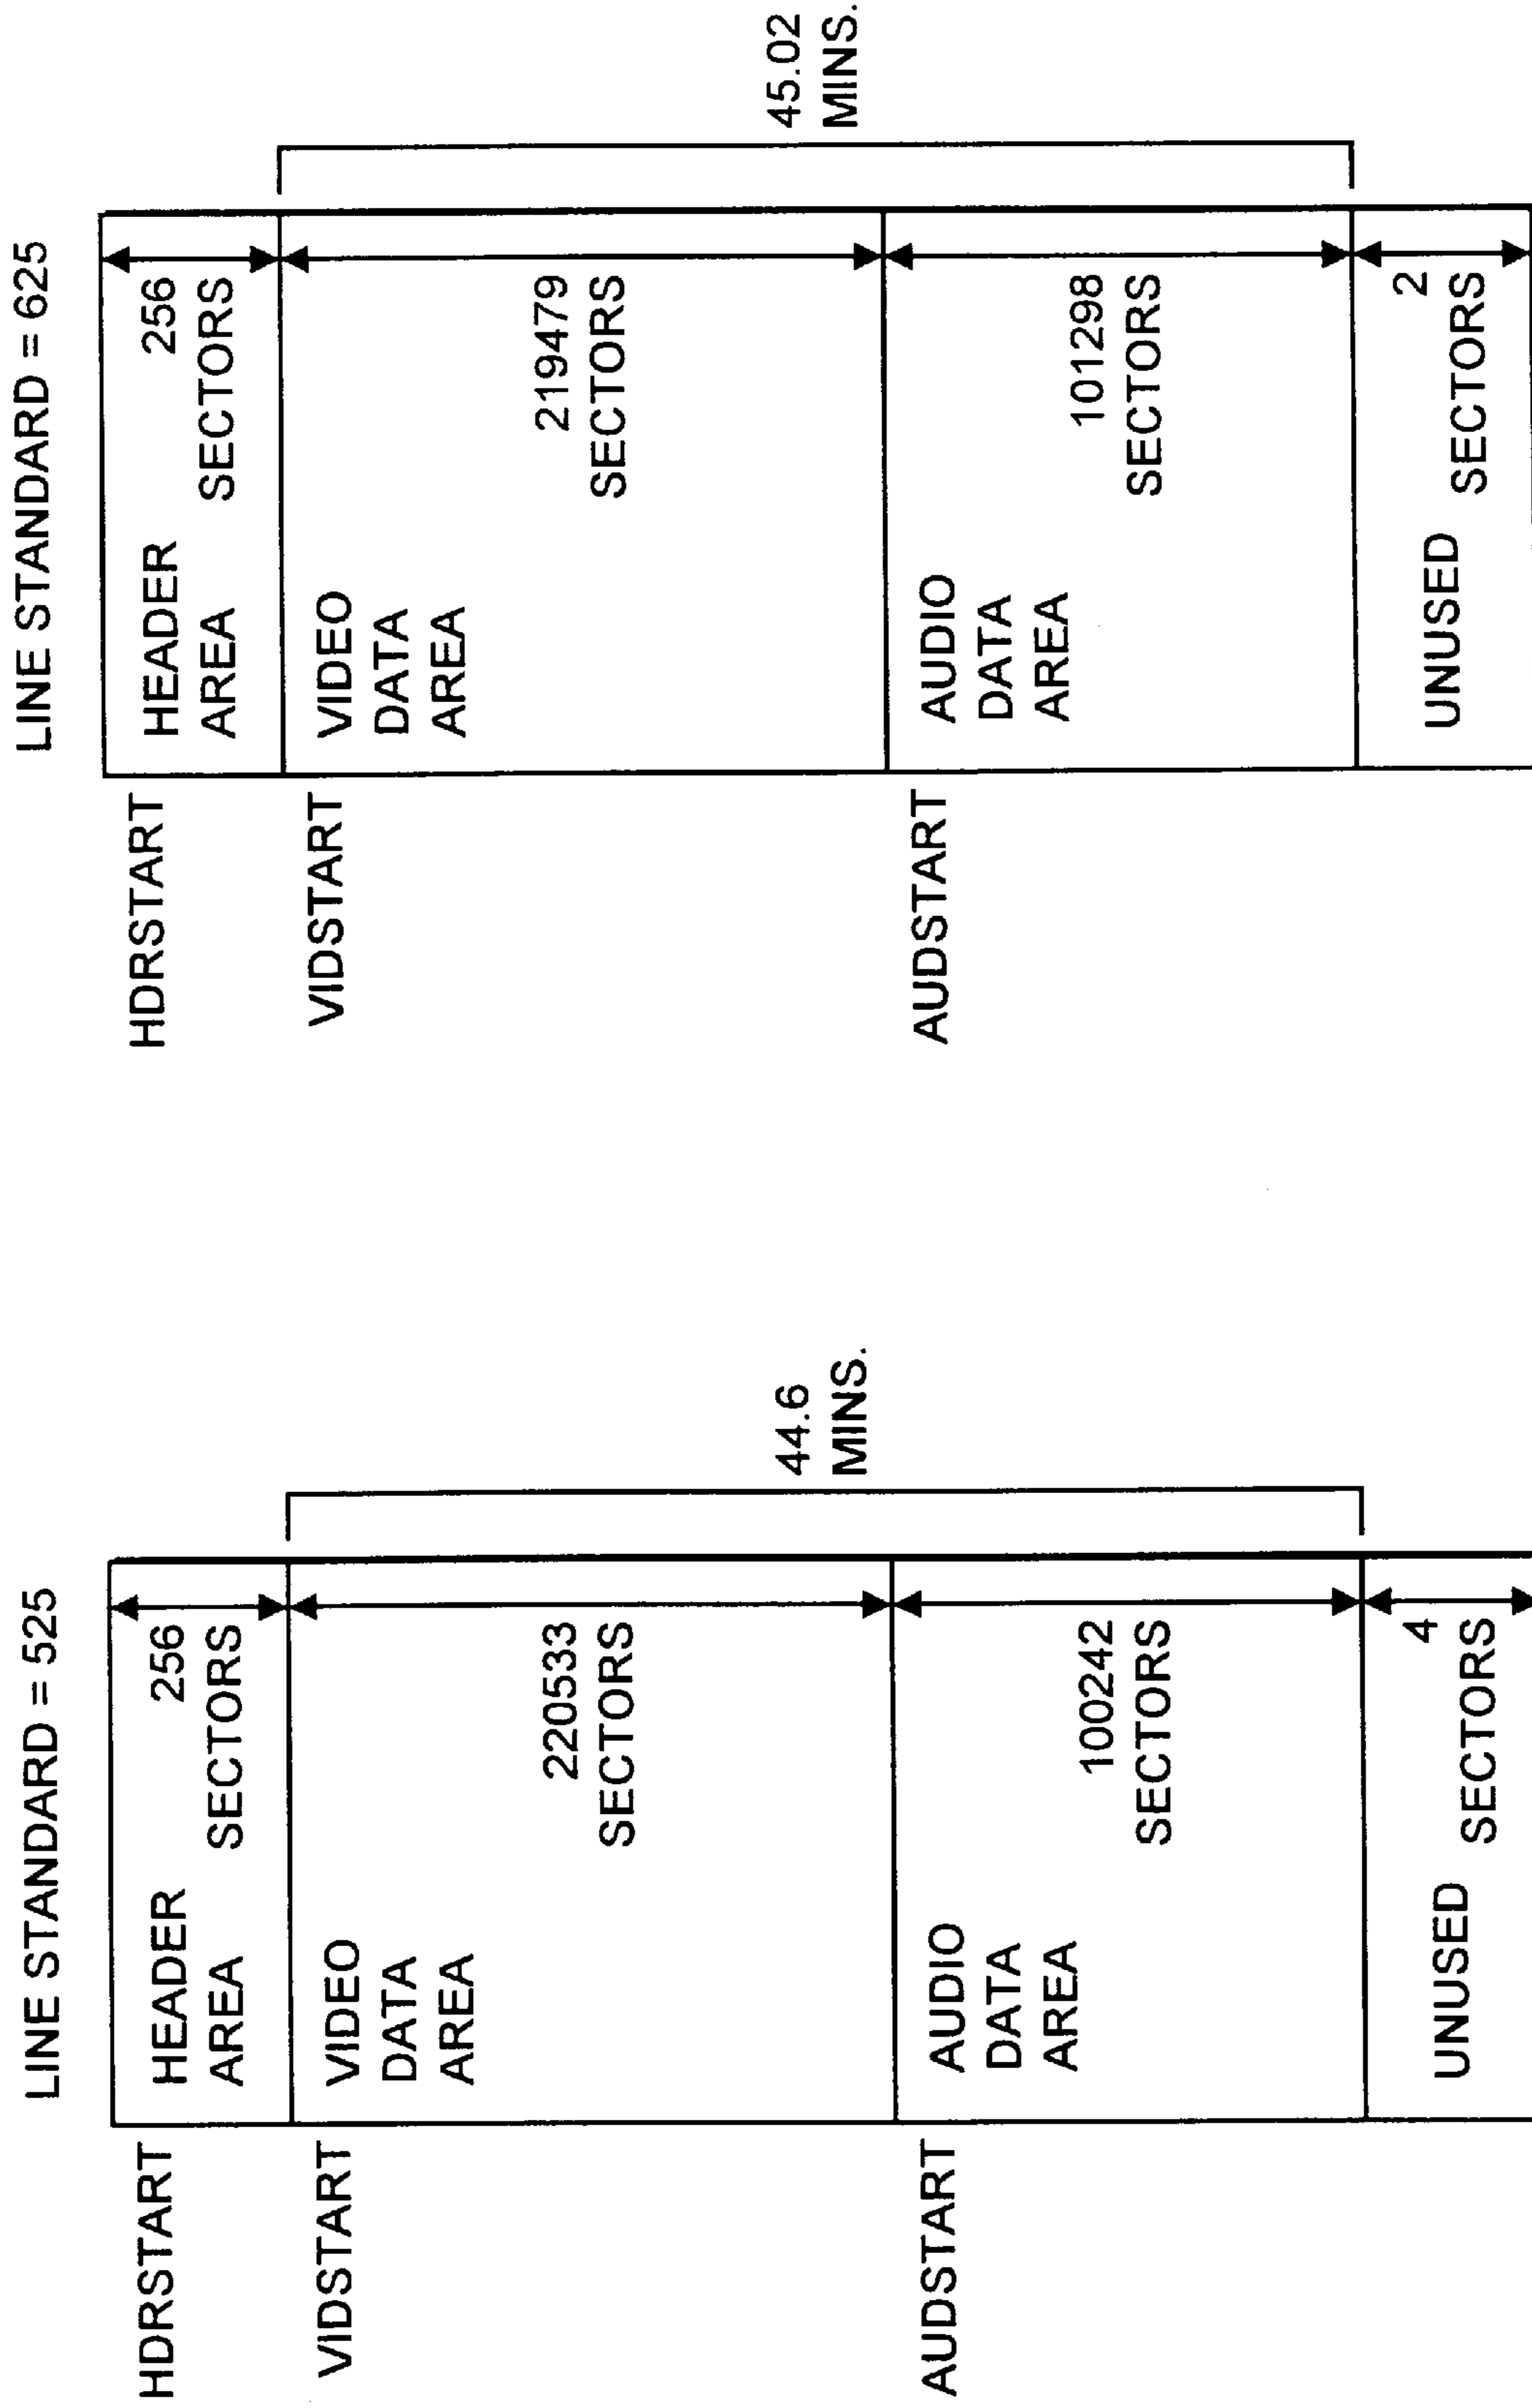 LINE STANDARD = 525
HDRSTART
HEADER 256
AREA SECTORS
VIDSTART
VIDEO
DATA
AREA
220533
SECTORS
44.6
MINS.
AUDSTART
AUDIO
DATA
AREA
100242
SECTORS
UNUSED
4
SECTORS
LINE STANDARD = 625
HDRSTART
HEADER 256
AREA SECTORS
VIDSTART
VIDEO
DATA
AREA
219479
SECTORS
45.02
MINS.
AUDSTART
AUDIO
DATA
AREA
101298
SECTORS
UNUSED
2
SECTORS